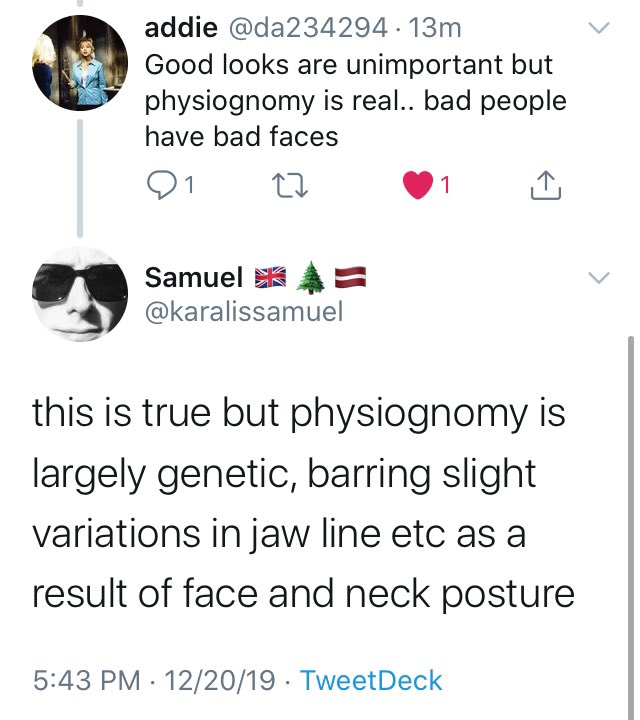 addie @da234294 · 13m
Good looks are unimportant but
physiognomy is real.. bad people
have bad faces
1 1
Samuel 🇬🇧🌲🇱🇻
@karalissamuel
this is true but physiognomy is
largely genetic, barring slight
variations in jaw line etc as a
result of face and neck posture
5:43 PM · 12/20/19 · TweetDeck